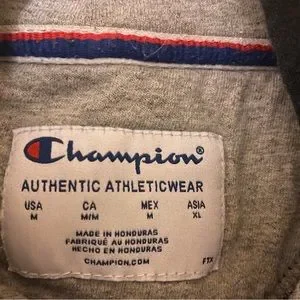 Champion®
AUTHENTIC ATHLETICWEAR
USA CA MEX ASIA
M M/M M XL
MADE IN HONDURAS
FABRIQUÉ AU HONDURAS
HECHO EN HONDURAS
CHAMPION.COM FTX